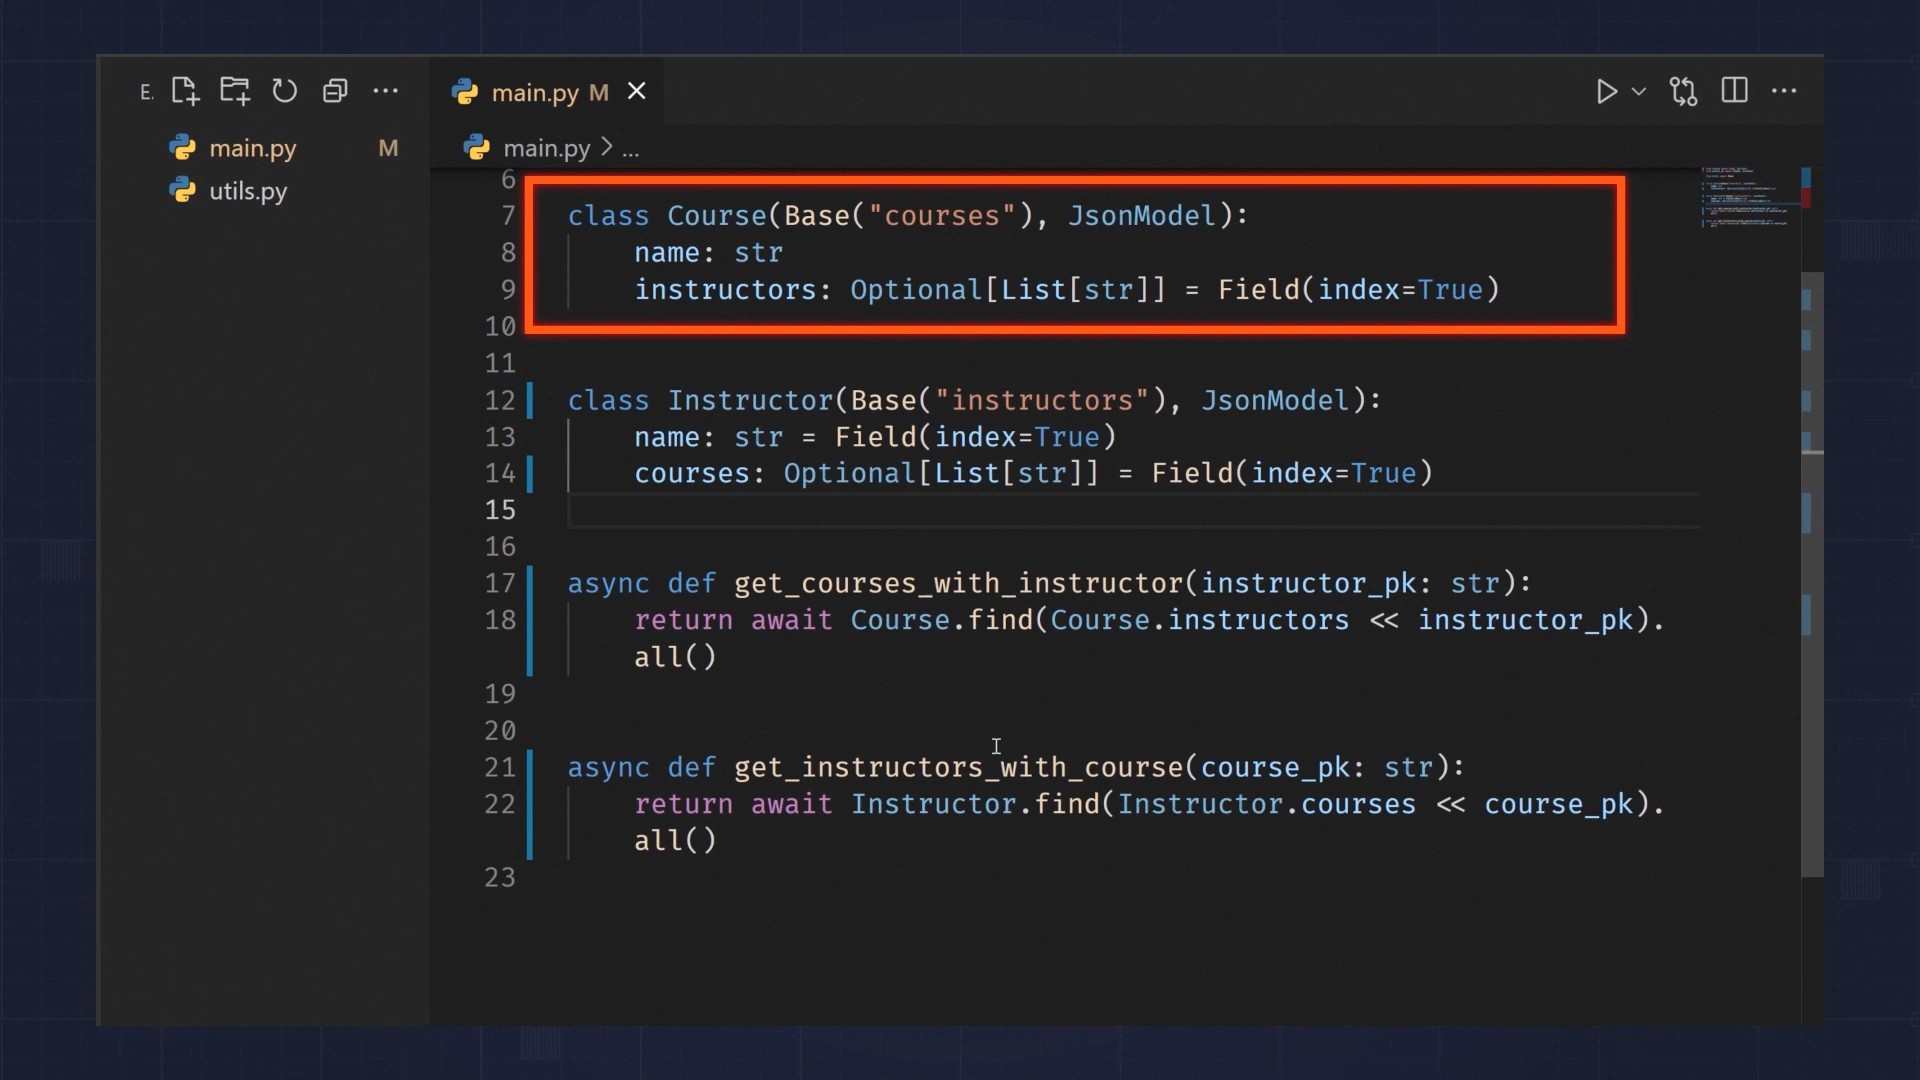 E.
main.py M
main.py M
main.py > ...
utils.py
6
7 class Course(Base("courses"), JsonModel):
8 name: str
9 instructors: Optional[List[str]] = Field(index=True)
10
11
12 class Instructor(Base("instructors"), JsonModel):
13 name: str = Field(index=True)
14 courses: Optional[List[str]] = Field(index=True)
15
16
17 async def get_courses_with_instructor(instructor_pk: str):
18 return await Course.find(Course.instructors << instructor_pk).
all()
19
20
21 async def get_instructors_with_course(course_pk: str):
22 return await Instructor.find(Instructor.courses << course_pk).
all()
23